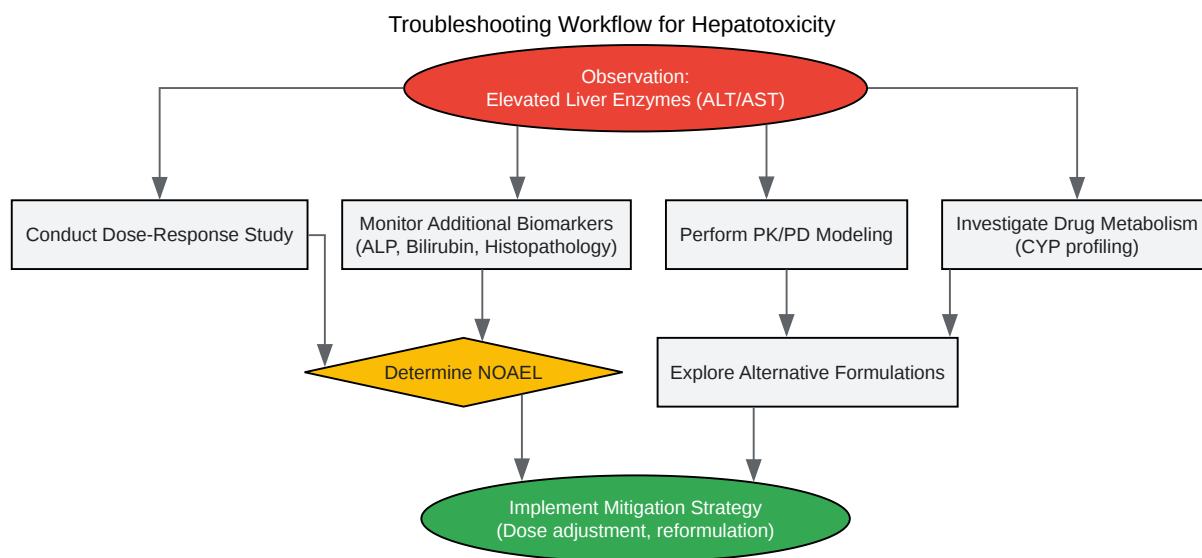 Troubleshooting Workflow for Hepatotoxicity
Observation:
Elevated Liver Enzymes (ALT/AST)
Conduct Dose-Response Study
Monitor Additional Biomarkers
(ALP, Bilirubin, Histopathology)
Perform PK/PD Modeling
Investigate Drug Metabolism
(CYP profiling)
Determine NOAEL
Explore Alternative Formulations
Implement Mitigation Strategy
(Dose adjustment, reformulation)